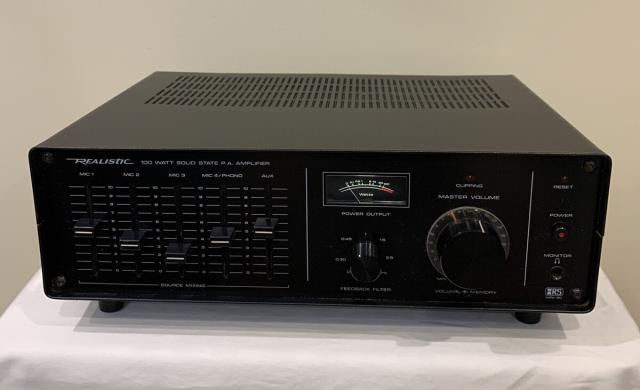 REALISTIC 100 WATT SOLID STATE P.A. AMPLIFIER
MIC 1 MIC 2 MIC 3 MIC 4/PHONO AUX
SOURCE MIXING
WATTS
POWER OUTPUT
FEEDBACK FILTER
CLIPPING
MASTER VOLUME
VOLUME MEMORY
RESET
POWER
MONITOR